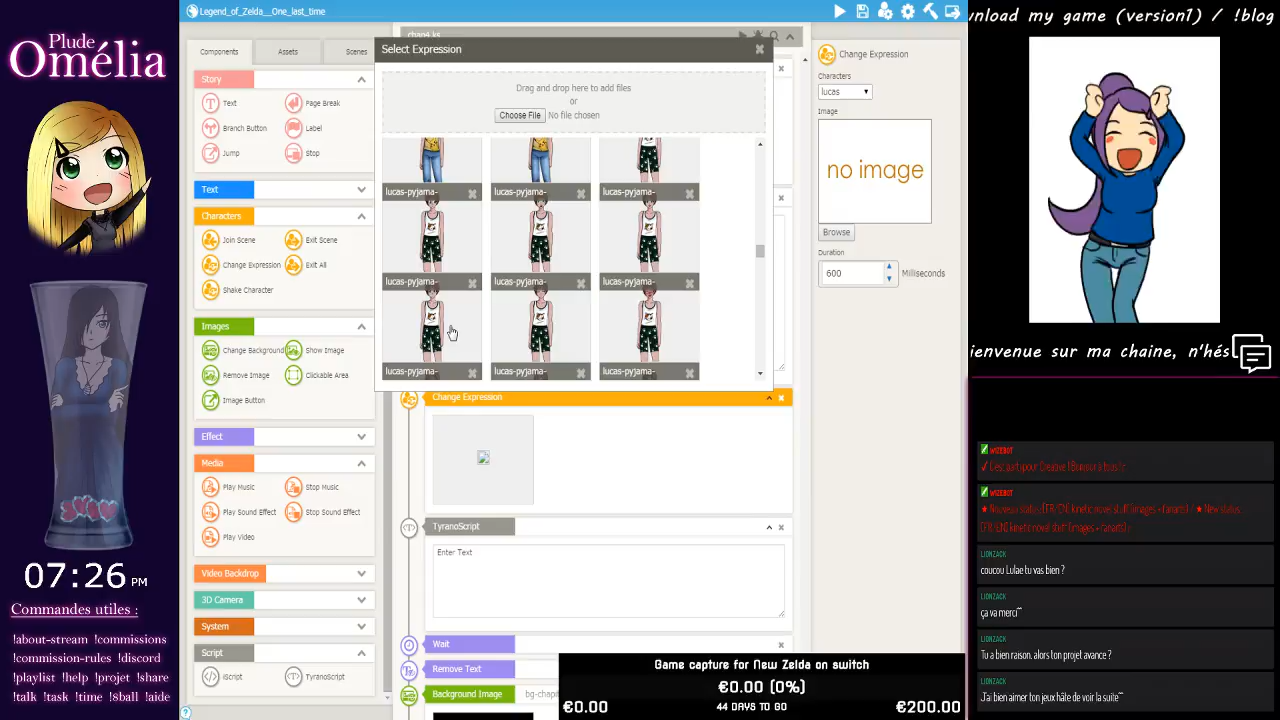 Plude
Omélia
07:26 PM
Commandes utiles :
!about-stream !commissions
!commission-rules !discord
!playlist !help !projet !share
!talk !task !time !8ball !aide
Legend_of_Zelda__One_last_time
Components
Assets
Scenes
Story
Text
Page Break
Branch Button
Label
Jump
Stop
Text
Characters
Join Scene
Exit Scene
Change Expression
Exit All
Shake Character
Images
Change Background
Show Image
Remove Image
Clickable Area
Image Button
Effect
Media
Play Music
Stop Music
Play Sound Effect
Stop Sound Effect
Play Video
Video Backdrop
3D Camera
System
Script
iScript
TyranoScript
chap4.ks
Select Expression
Drag and drop here to add files
or
Choose File No file chosen
lucas-pyjama-
lucas-pyjama-
lucas-pyjama-
lucas-pyjama-
lucas-pyjama-
lucas-pyjama-
lucas-pyjama-
lucas-pyjama-
lucas-pyjama-
Change Expression
TyranoScript
Enter Text
Wait
Remove Text
Background Image
bg-chapit
Change Expression
Characters
lucas
Image
no image
Browse
Duration
600
Milliseconds
Game capture for New Zelda on switch
€0.00 (0%)
€0.00
44 DAYS TO GO
€200.00
nload my game (version1) / !blog
ienvenue sur ma chaine, n'hés
WIZEBOT
WIZEBOT
LIONZACK
coucou Lulae tu vas bien ?
LIONZACK
ça va merci^^
LIONZACK
Tu a bien raison. alors ton projet avance ?
LIONZACK
J'ai bien aimer ton jeux hâte de voir la suite^^